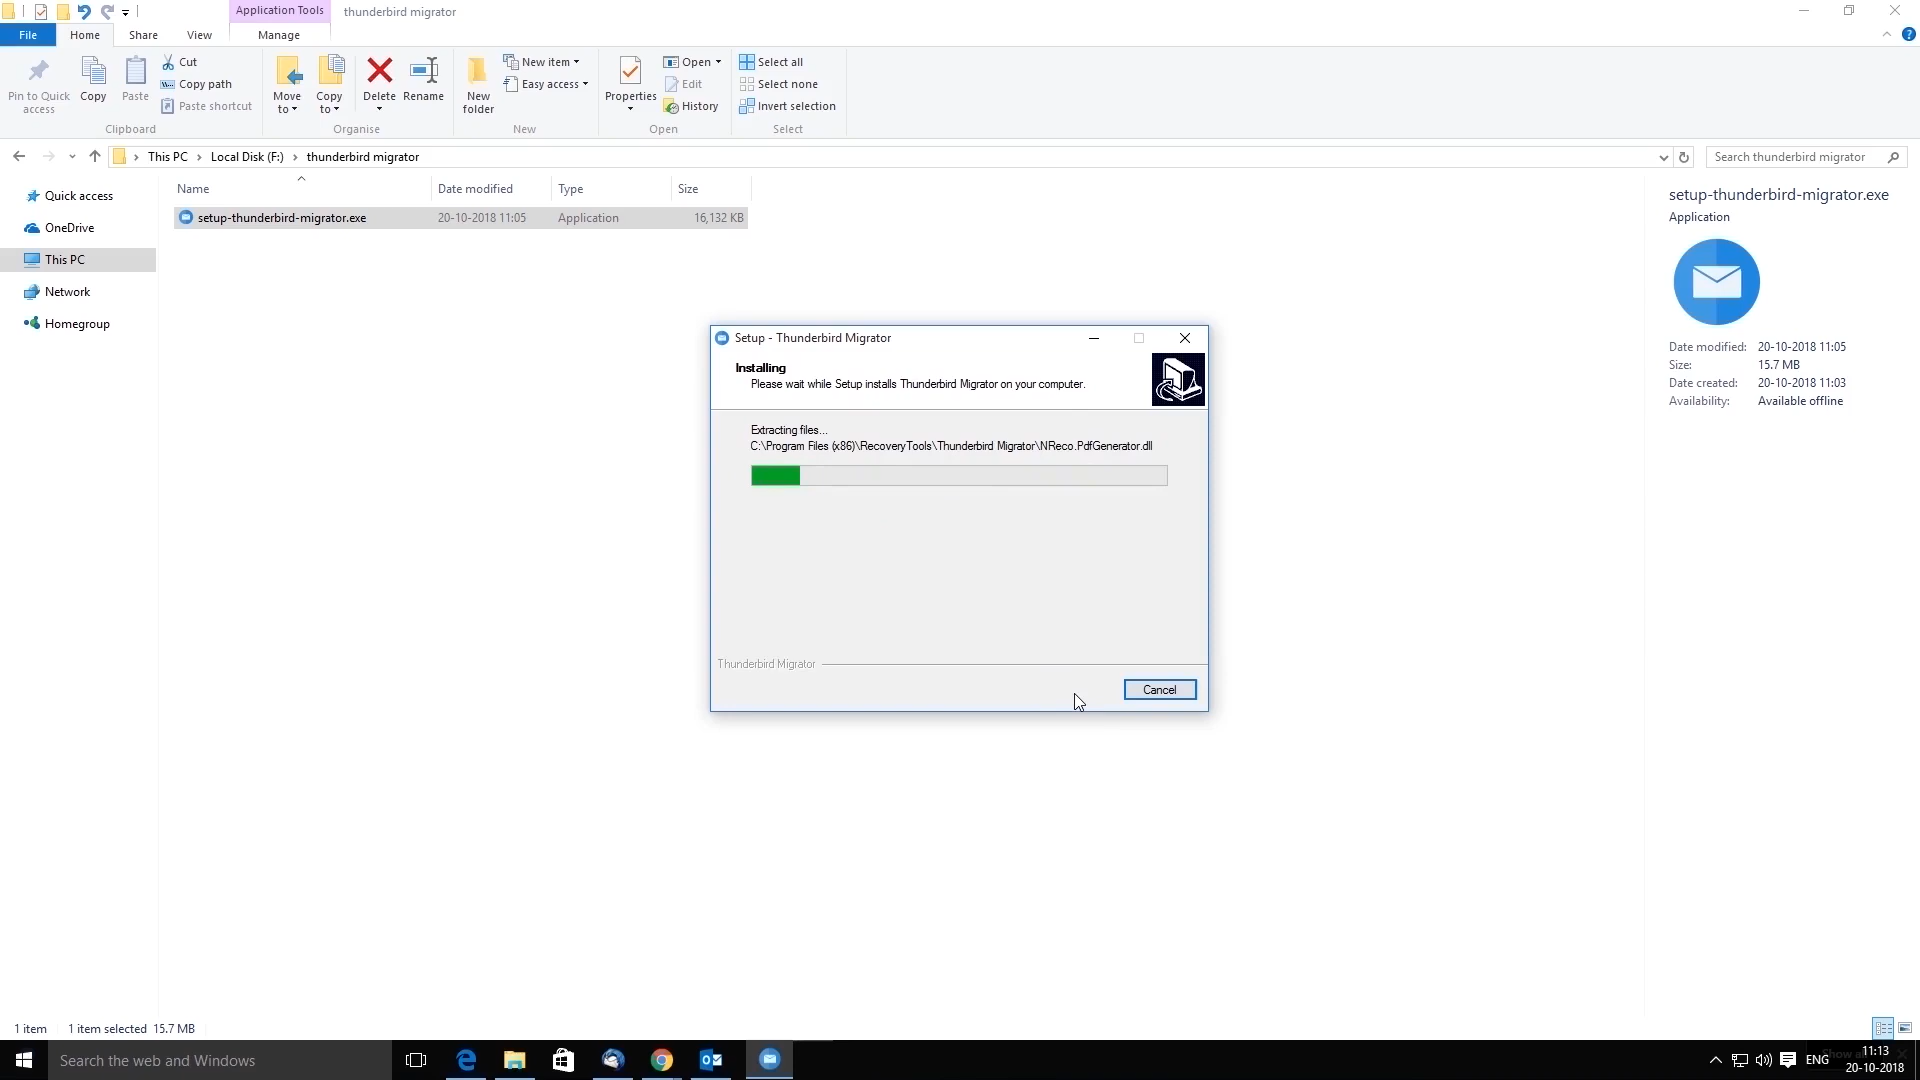 Application Tools
thunderbird migrator
File
Home
Share
View
Manage
Pin to Quick
access
Copy
Paste
Cut
Copy path
Paste shortcut
Clipboard
Move
to
Copy
to
Delete
Rename
Organise
New
folder
New item
Easy access
New
Properties
Open
Edit
History
Open
Select all
Select none
Invert selection
Select
This PC
Local Disk (F:)
thunderbird migrator
Search thunderbird migrator
Quick access
OneDrive
This PC
Network
Homegroup
Name
Date modified
Type
Size
setup-thunderbird-migrator.exe
20-10-2018 11:05
Application
16,132 KB
setup-thunderbird-migrator.exe
Application
Date modified: 20-10-2018 11:05
Size: 15.7 MB
Date created: 20-10-2018 11:03
Availability: Available offline
Setup - Thunderbird Migrator
Installing
Please wait while Setup installs Thunderbird Migrator on your computer.
Extracting files...
C:\Program Files (x86)\RecoveryTools\Thunderbird Migrator\NReco.PdfGenerator.dll
Thunderbird Migrator
Cancel
1 item
1 item selected 15.7 MB
Search the web and Windows
ENG
11:13
20-10-2018